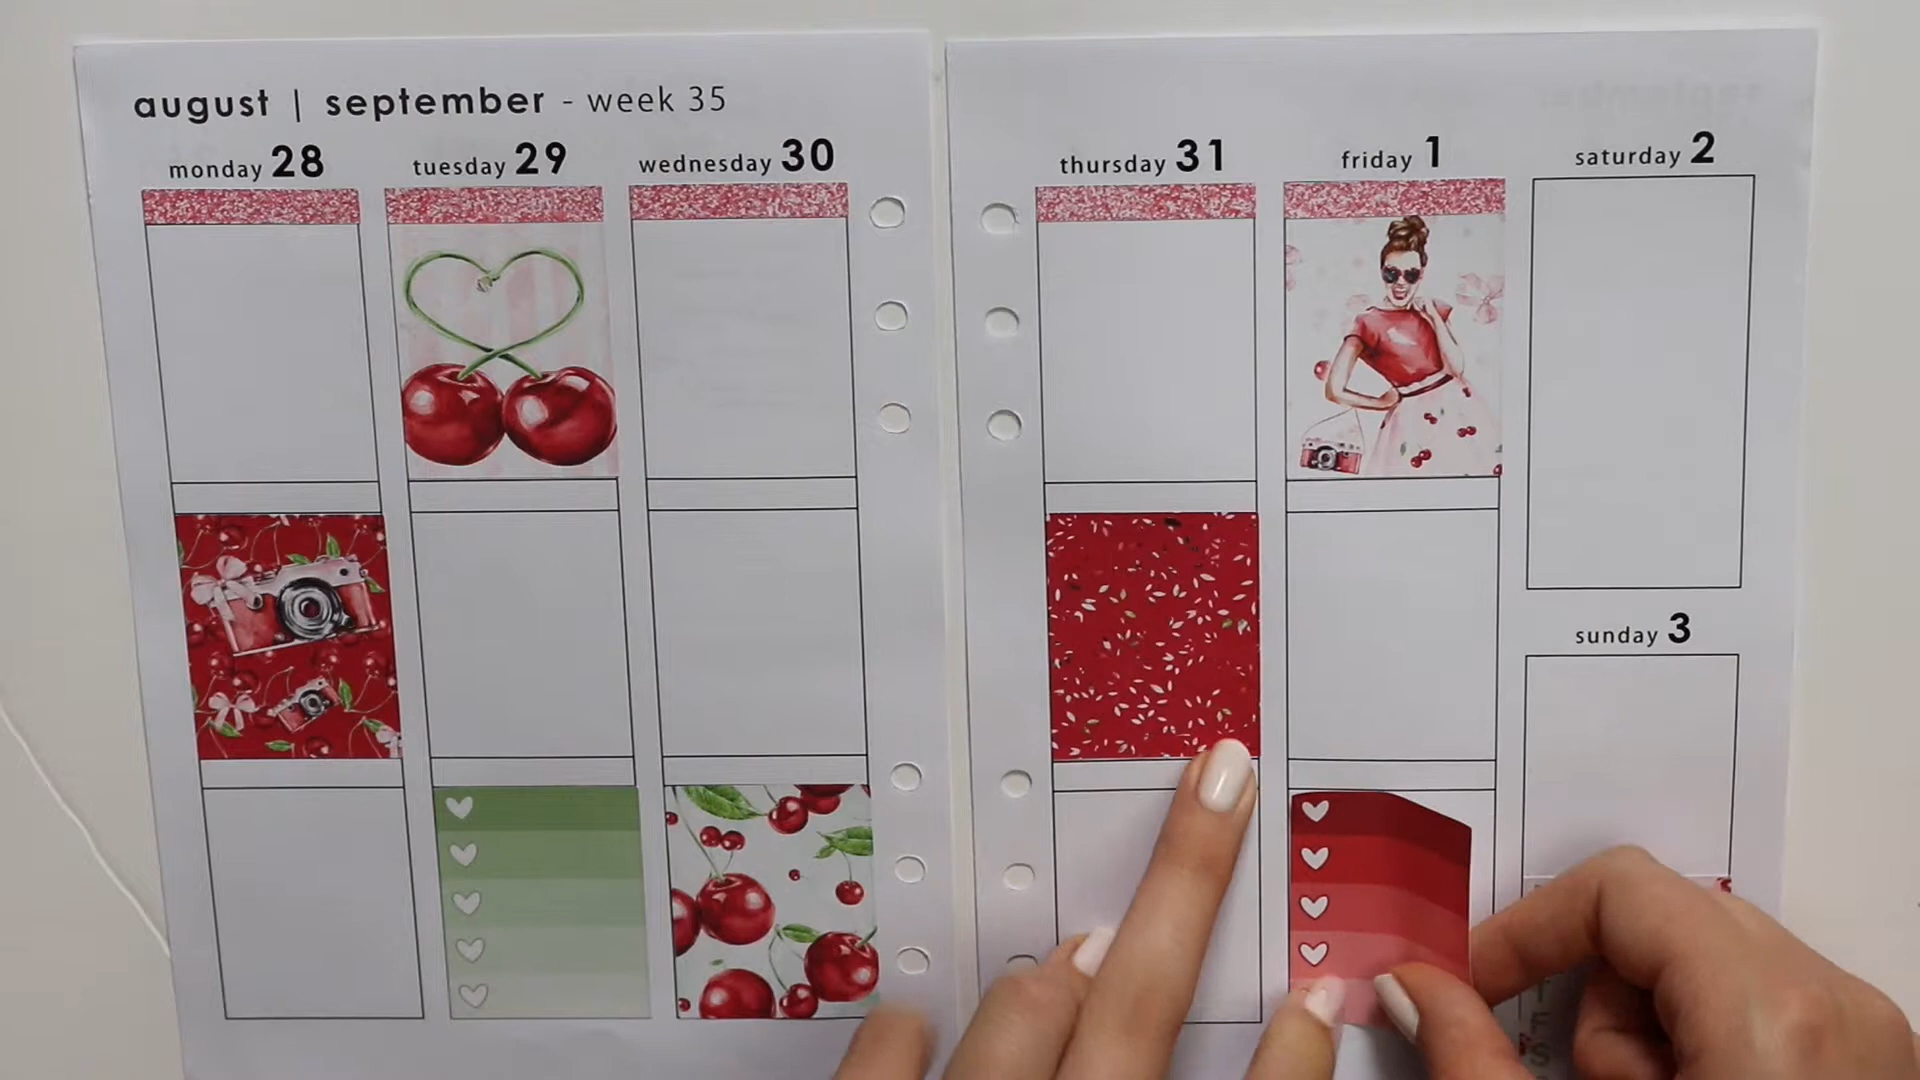 august | september - week 35
monday 28
tuesday 29
wednesday 30
thursday 31
friday 1
saturday 2
sunday 3